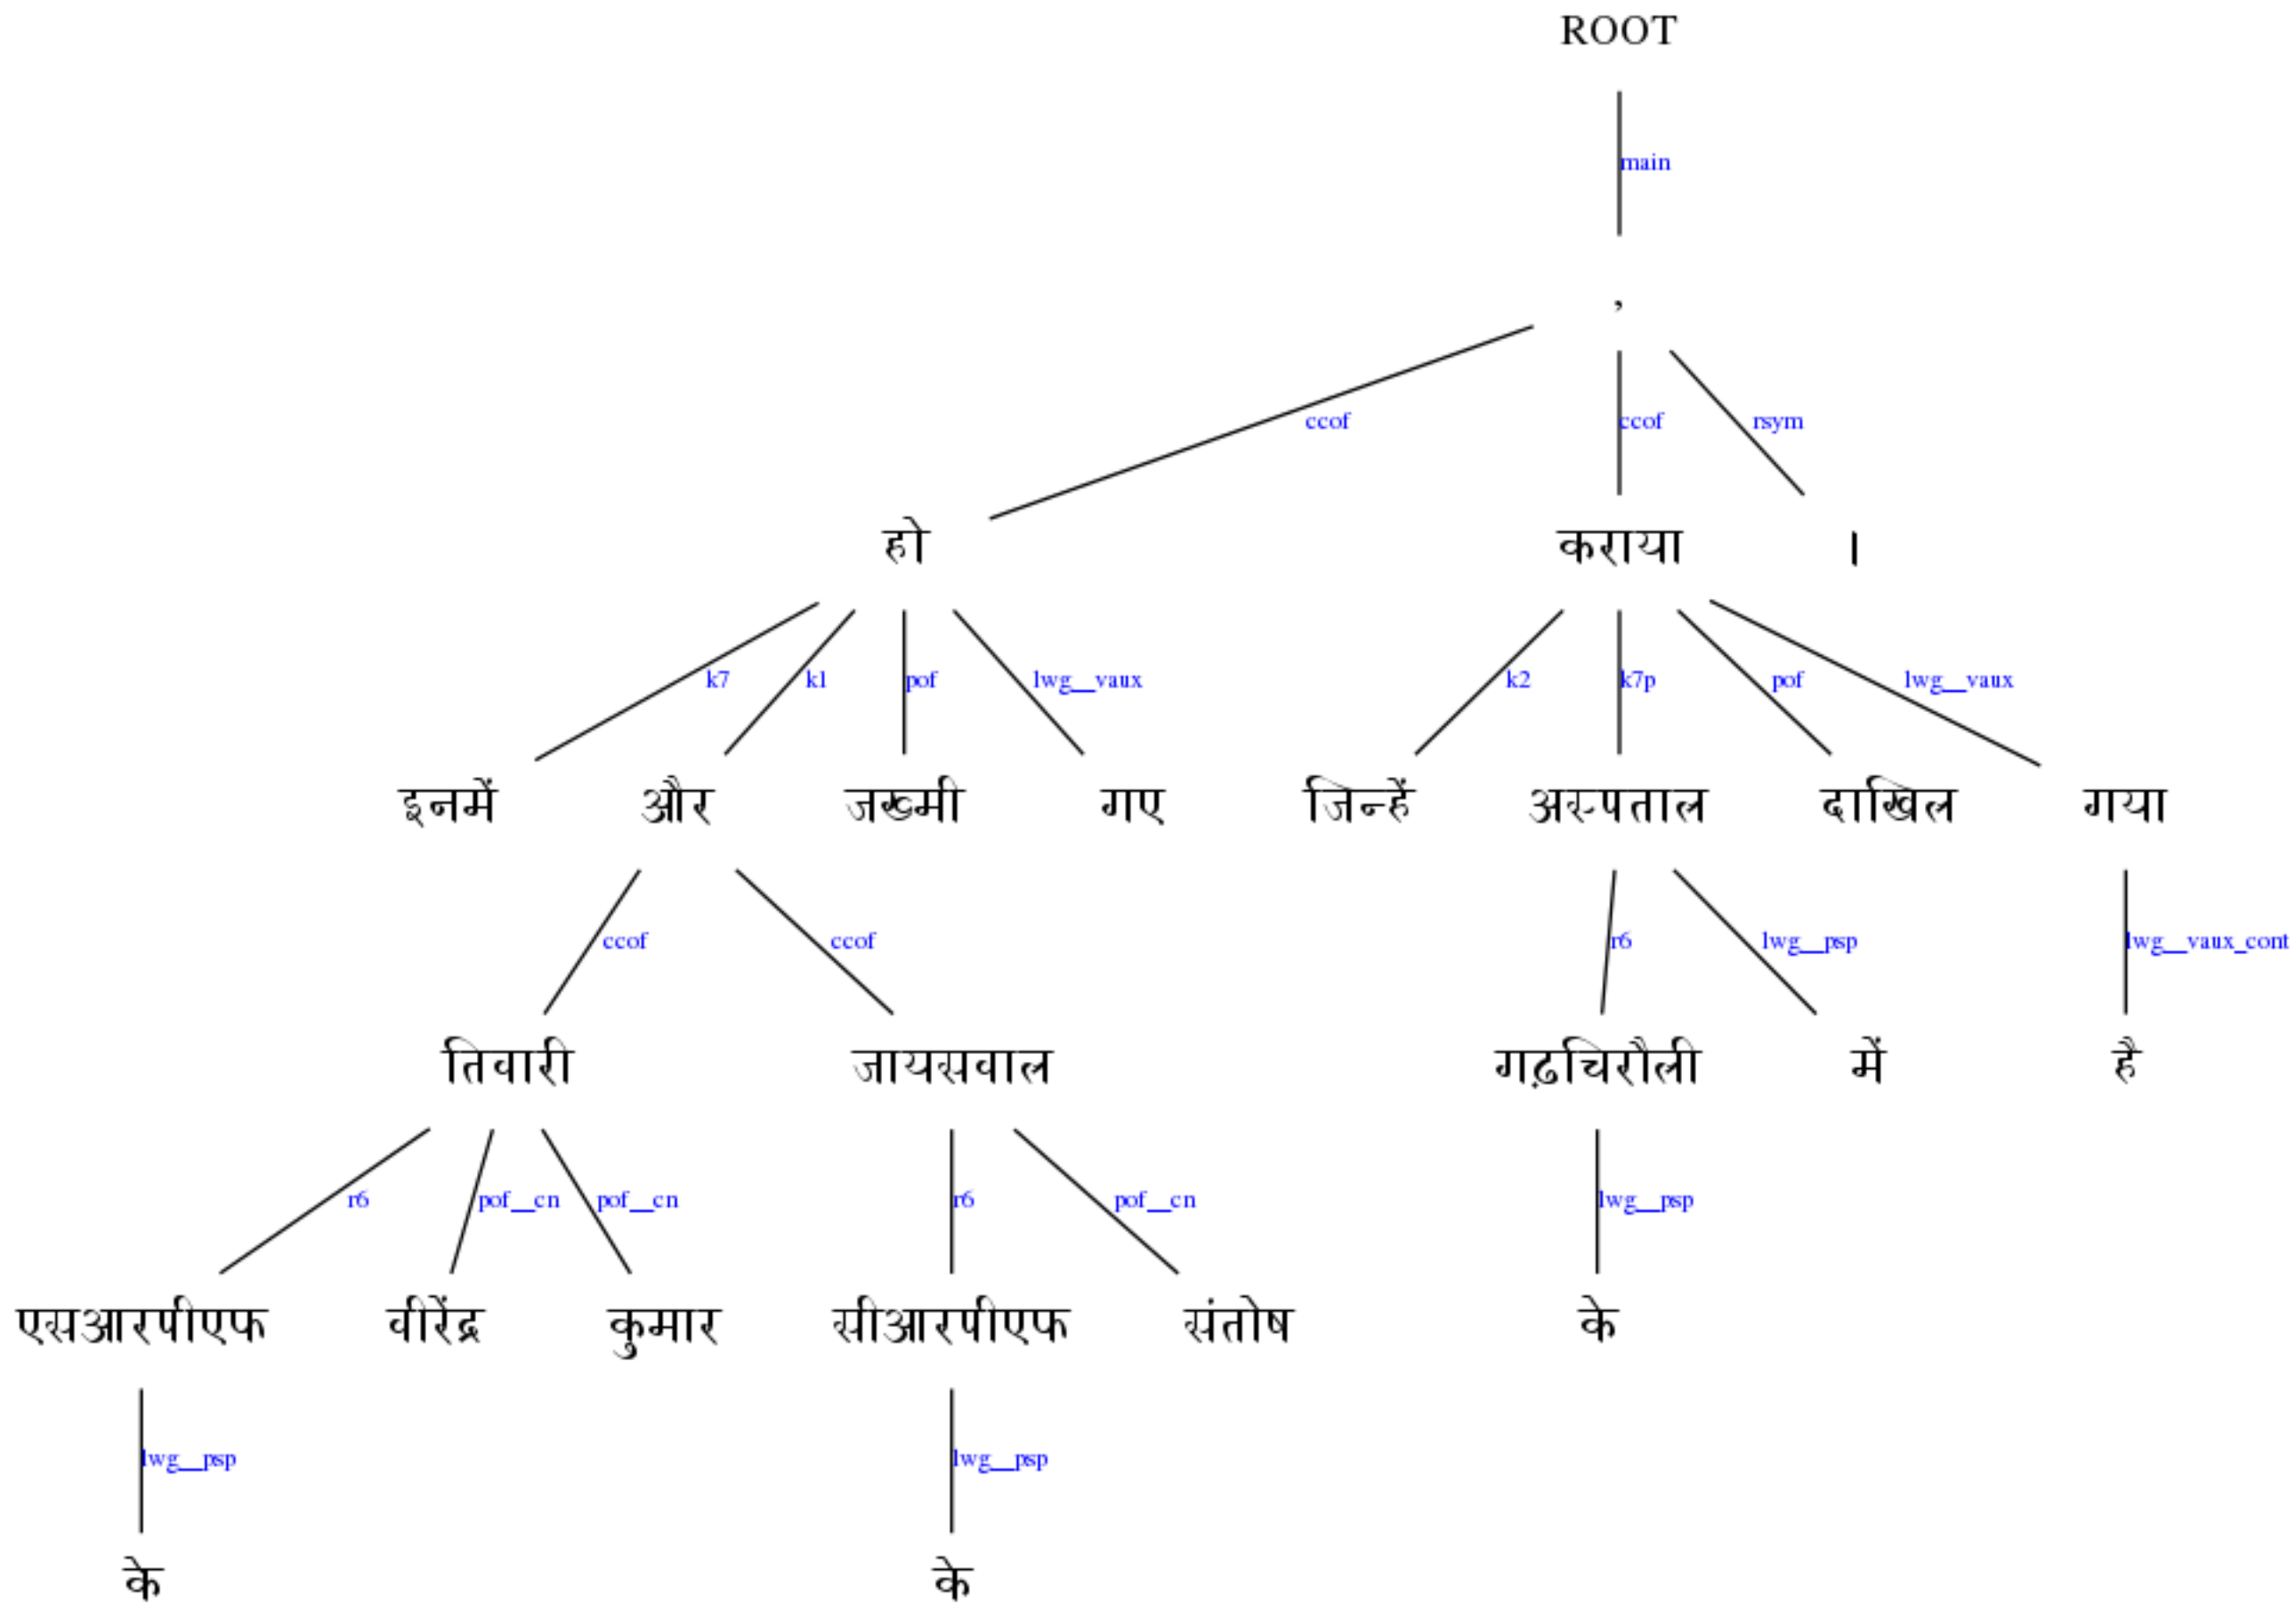 ROOT
main
,
ccof ccof rsym
हो कराया ।
k7 k1 pof lwg__vaux k2 k7p pof lwg__vaux
इनमें और जख्मी गए जिन्हें अस्पताल दाखिल गया
ccof ccof r6 lwg__psp lwg__vaux_cont
तिवारी जायसवाल गढ़चिरौली में है
r6 pof__cn pof__cn r6 pof__cn lwg__psp
एसआरपीएफ वीरेंद्र कुमार सीआरपीएफ संतोष के
lwg__psp lwg__psp
के के